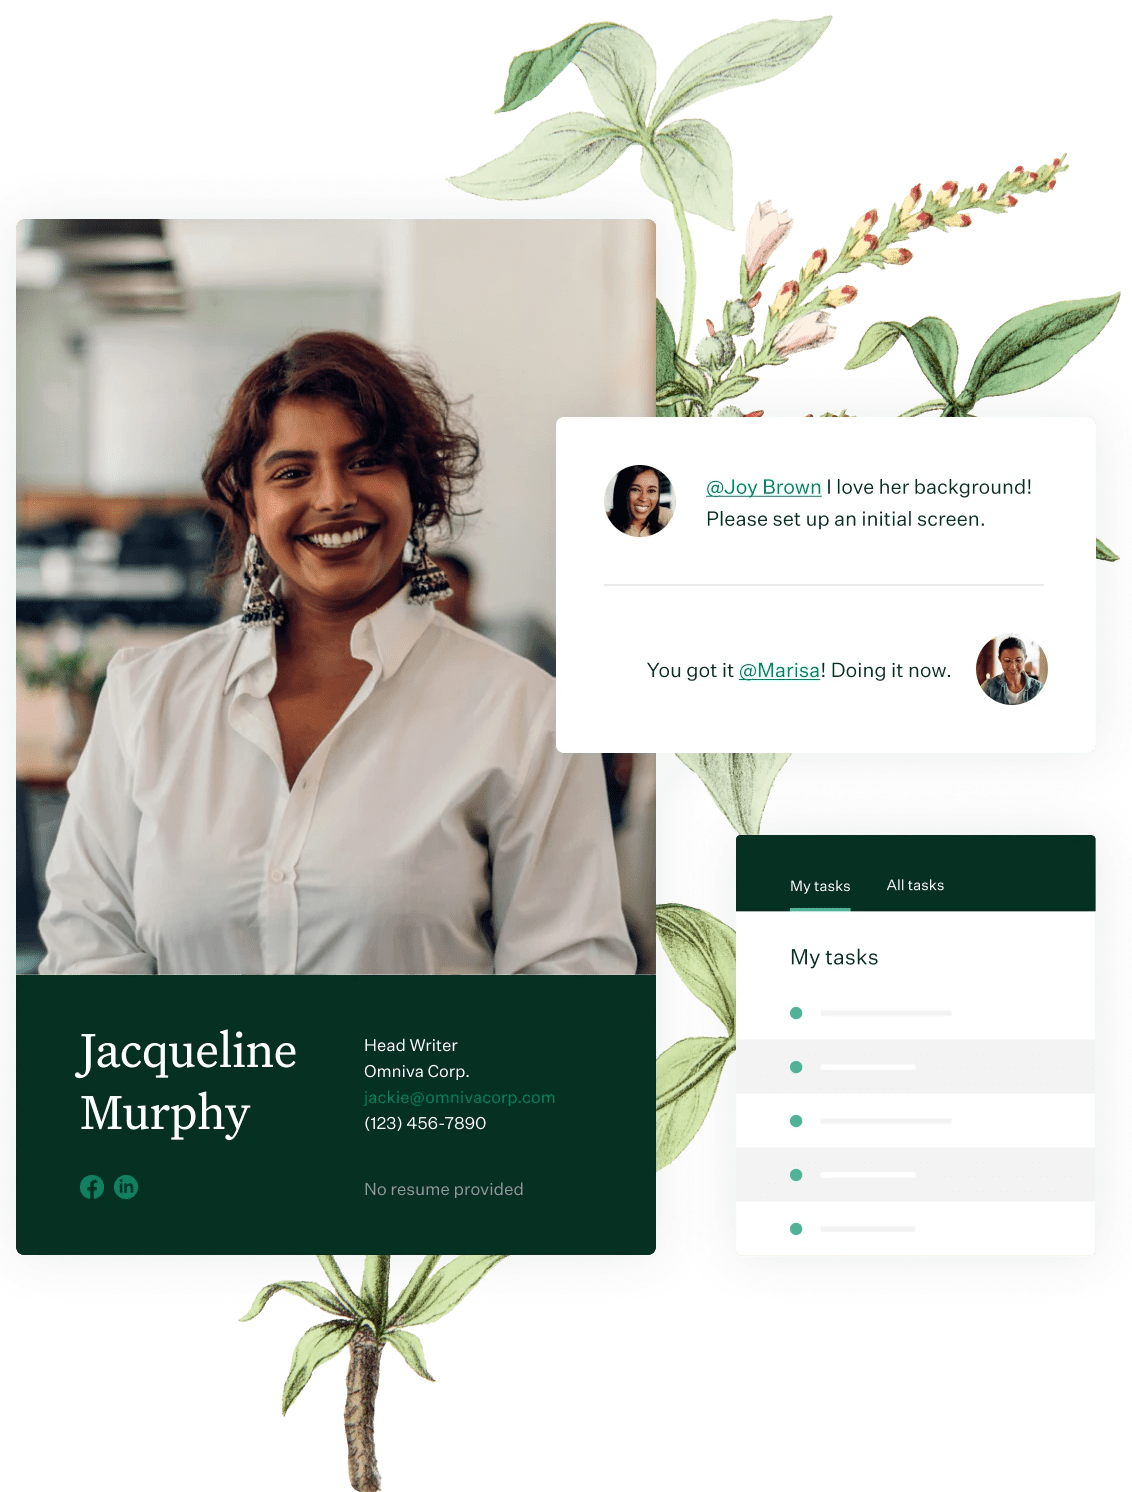 @Joy Brown I love her background!
Please set up an initial screen.
You got it @Marisa! Doing it now.
My tasks
All tasks
My tasks
Jacqueline
Murphy
Head Writer
Omniva Corp.
jackie@omnivacorp.com
(123) 456-7890
No resume provided
in